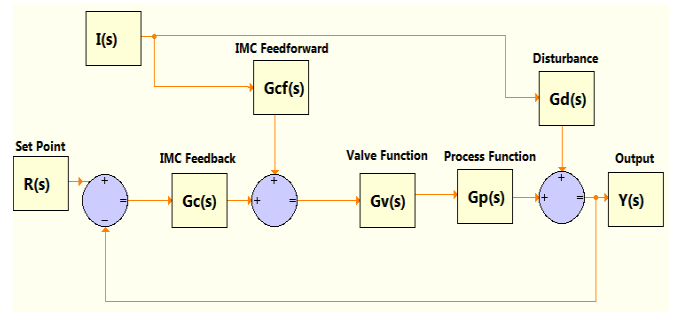 I(s)
IMC Feedforward
Gcf(s)
Disturbance
Gd(s)
Set Point
R(s)
+
−
=
IMC Feedback
Gc(s)
+
+
=
Valve Function
Gv(s)
Process Function
Gp(s)
+
+
=
Output
Y(s)